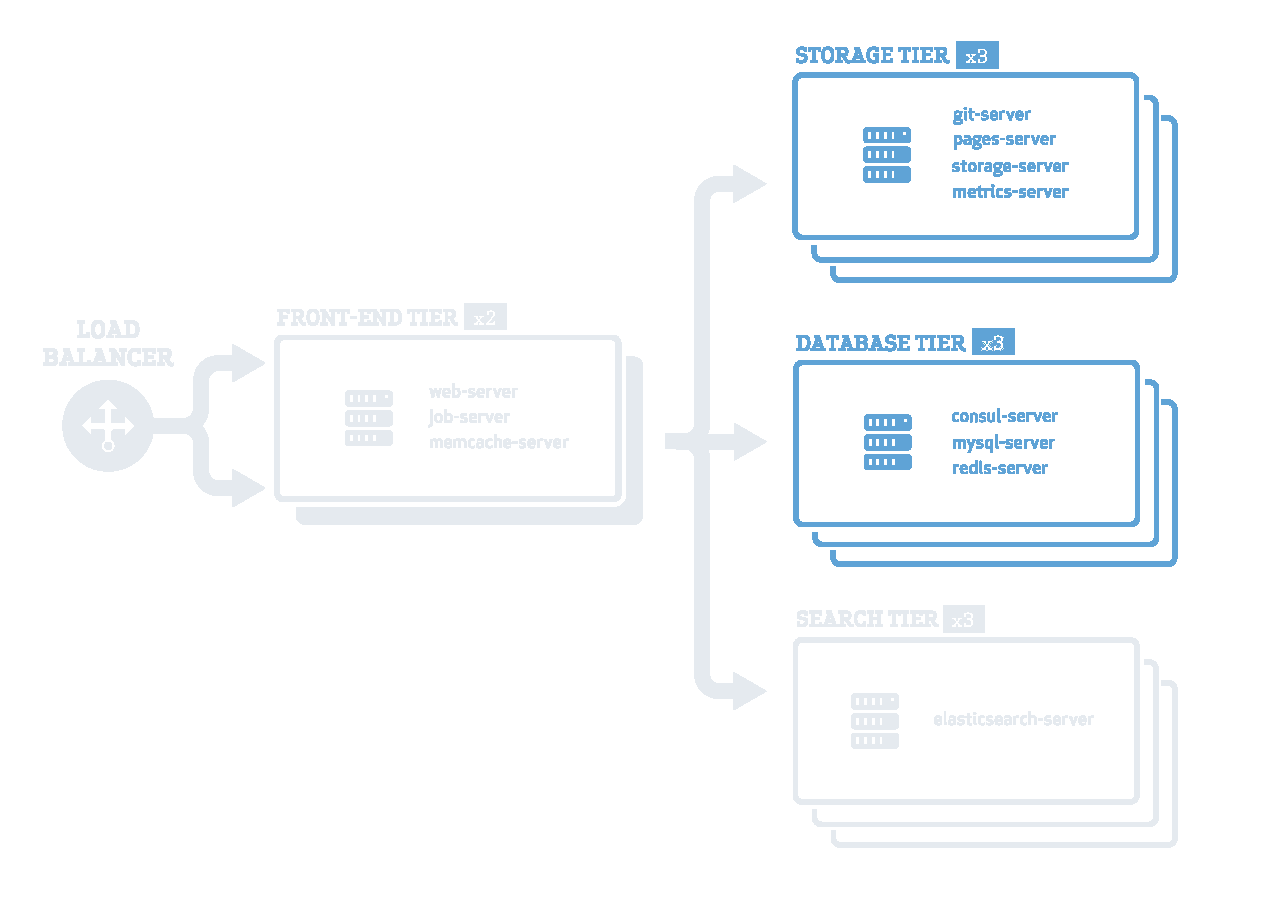 LOAD
BALANCER
FRONT-END TIER x2
web-server
job-server
memcache-server
STORAGE TIER x3
git-server
pages-server
storage-server
metrics-server
DATABASE TIER x3
consul-server
mysql-server
redis-server
SEARCH TIER x3
elasticsearch-server